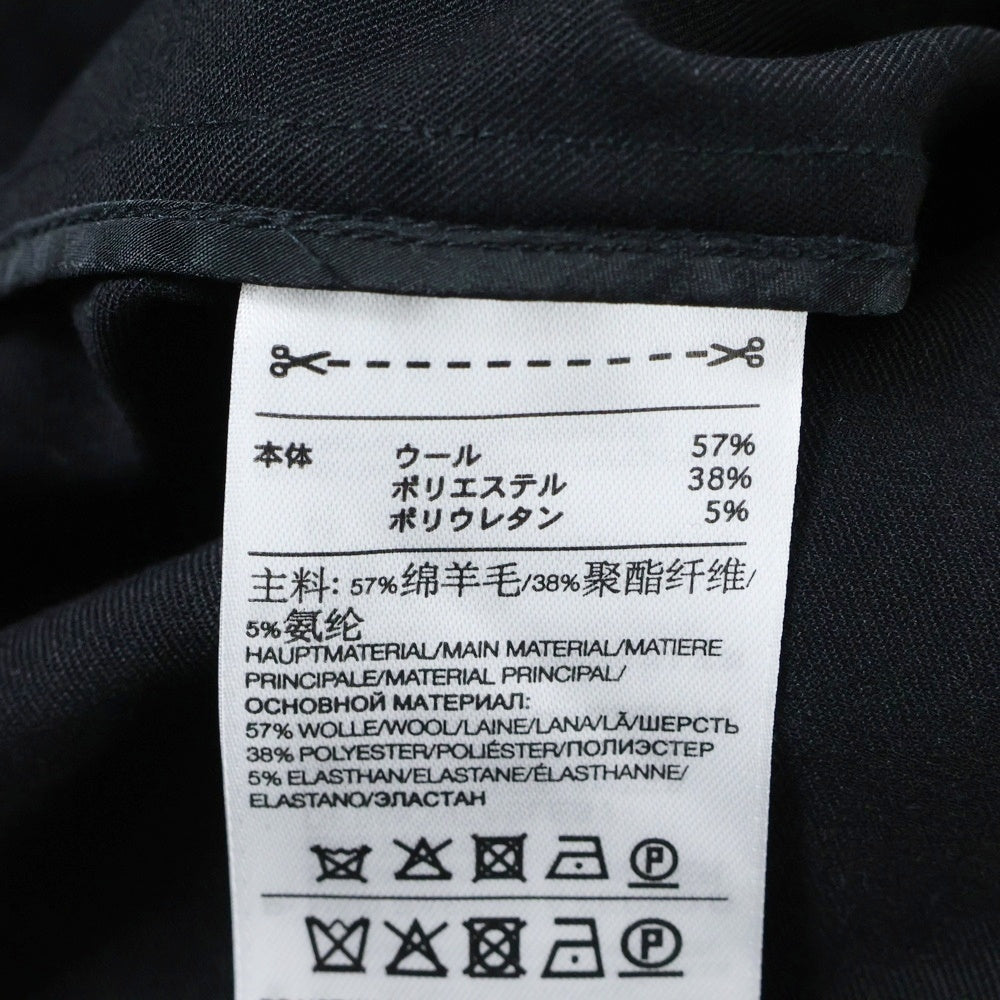 本体 ウール 57%
ポリエステル 38%
ポリウレタン 5%
主料: 57%绵羊毛/38%聚酯纤维/
5%氨纶
HAUPTMATERIAL/MAIN MATERIAL/MATIERE
PRINCIPALE/MATERIAL PRINCIPAL/
ОСНОВНОЙ МАТЕРИАЛ:
57% WOLLE/WOOL/LAINE/LANA/LÃ/ШЕРСТЬ
38% POLYESTER/POLIÉSTER/ПОЛИЭСТЕР
5% ELASTHAN/ELASTANE/ÉLASTHANNE/
ELASTANO/ЭЛАСТАН
P
P